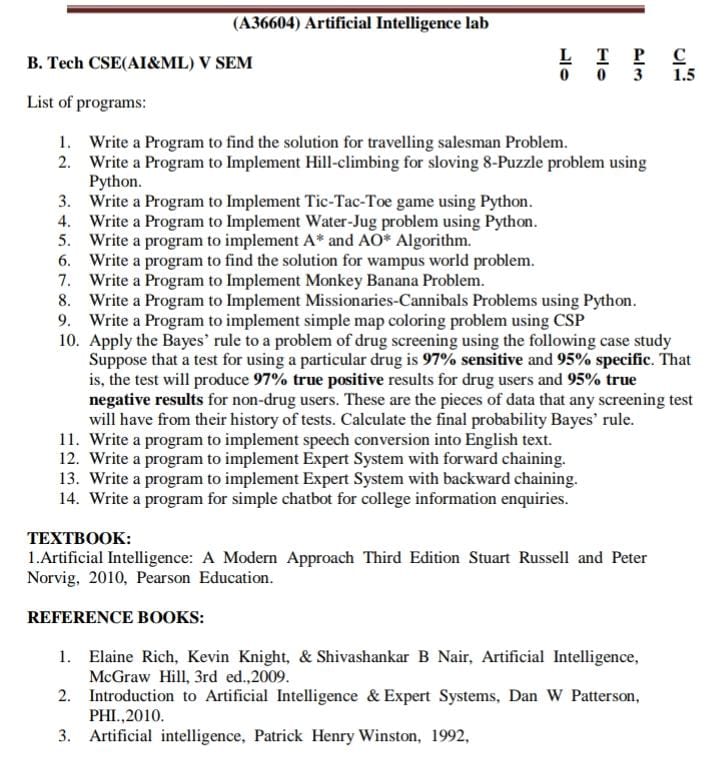 (A36604) Artificial Intelligence lab
B. Tech CSE(AI&ML) V SEM
L T P C
0 0 3 1.5
List of programs:
1. Write a Program to find the solution for travelling salesman Problem.
2. Write a Program to Implement Hill-climbing for sloving 8-Puzzle problem using
Python.
3. Write a Program to Implement Tic-Tac-Toe game using Python.
4. Write a Program to Implement Water-Jug problem using Python.
5. Write a program to implement A* and AO* Algorithm.
6. Write a program to find the solution for wampus world problem.
7. Write a Program to Implement Monkey Banana Problem.
8. Write a Program to Implement Missionaries-Cannibals Problems using Python.
9. Write a Program to implement simple map coloring problem using CSP
10. Apply the Bayes' rule to a problem of drug screening using the following case study
Suppose that a test for using a particular drug is 97% sensitive and 95% specific. That
is, the test will produce 97% true positive results for drug users and 95% true
negative results for non-drug users. These are the pieces of data that any screening test
will have from their history of tests. Calculate the final probability Bayes' rule.
11. Write a program to implement speech conversion into English text.
12. Write a program to implement Expert System with forward chaining.
13. Write a program to implement Expert System with backward chaining.
14. Write a program for simple chatbot for college information enquiries.
TEXTBOOK:
1.Artificial Intelligence: A Modern Approach Third Edition Stuart Russell and Peter
Norvig, 2010, Pearson Education.
REFERENCE BOOKS:
1. Elaine Rich, Kevin Knight, & Shivashankar B Nair, Artificial Intelligence,
McGraw Hill, 3rd ed.,2009.
2. Introduction to Artificial Intelligence & Expert Systems, Dan W Patterson,
PHI.,2010.
3. Artificial intelligence, Patrick Henry Winston, 1992,